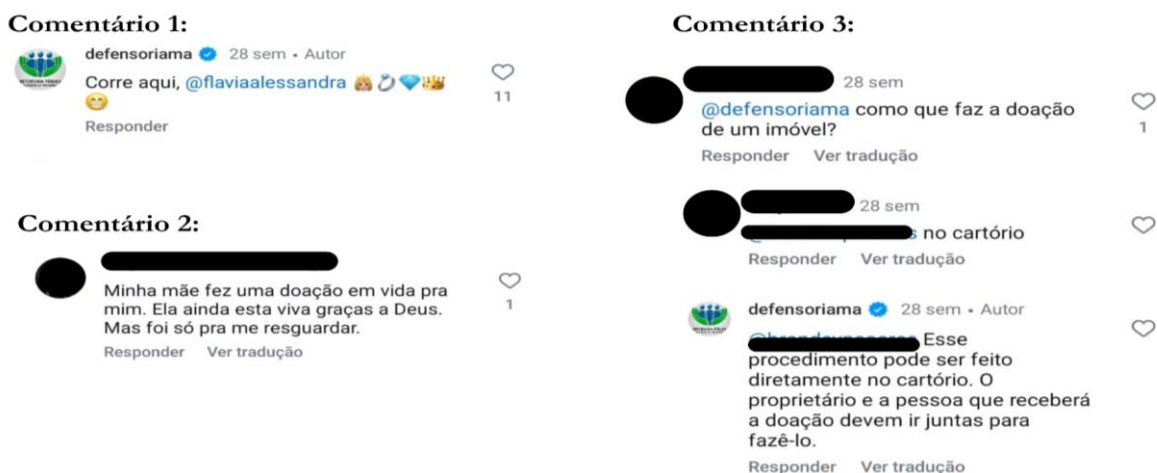 Comentário 1:
defensoriama 28 sem • Autor
Corre aqui, @flaviaalessandra 👸🏼💍💎👑
😁
11
Responder
Comentário 2:
Minha mãe fez uma doação em vida pra
mim. Ela ainda esta viva graças a Deus.
Mas foi só pra me resguardar.
1
Responder Ver tradução
Comentário 3:
28 sem
@defensoriama como que faz a doação
de um imóvel?
1
Responder Ver tradução
28 sem
no cartório
Responder Ver tradução
defensoriama 28 sem • Autor
Esse
procedimento pode ser feito
diretamente no cartório. O
proprietário e a pessoa que receberá
a doação devem ir juntas para
fazê-lo.
Responder Ver tradução